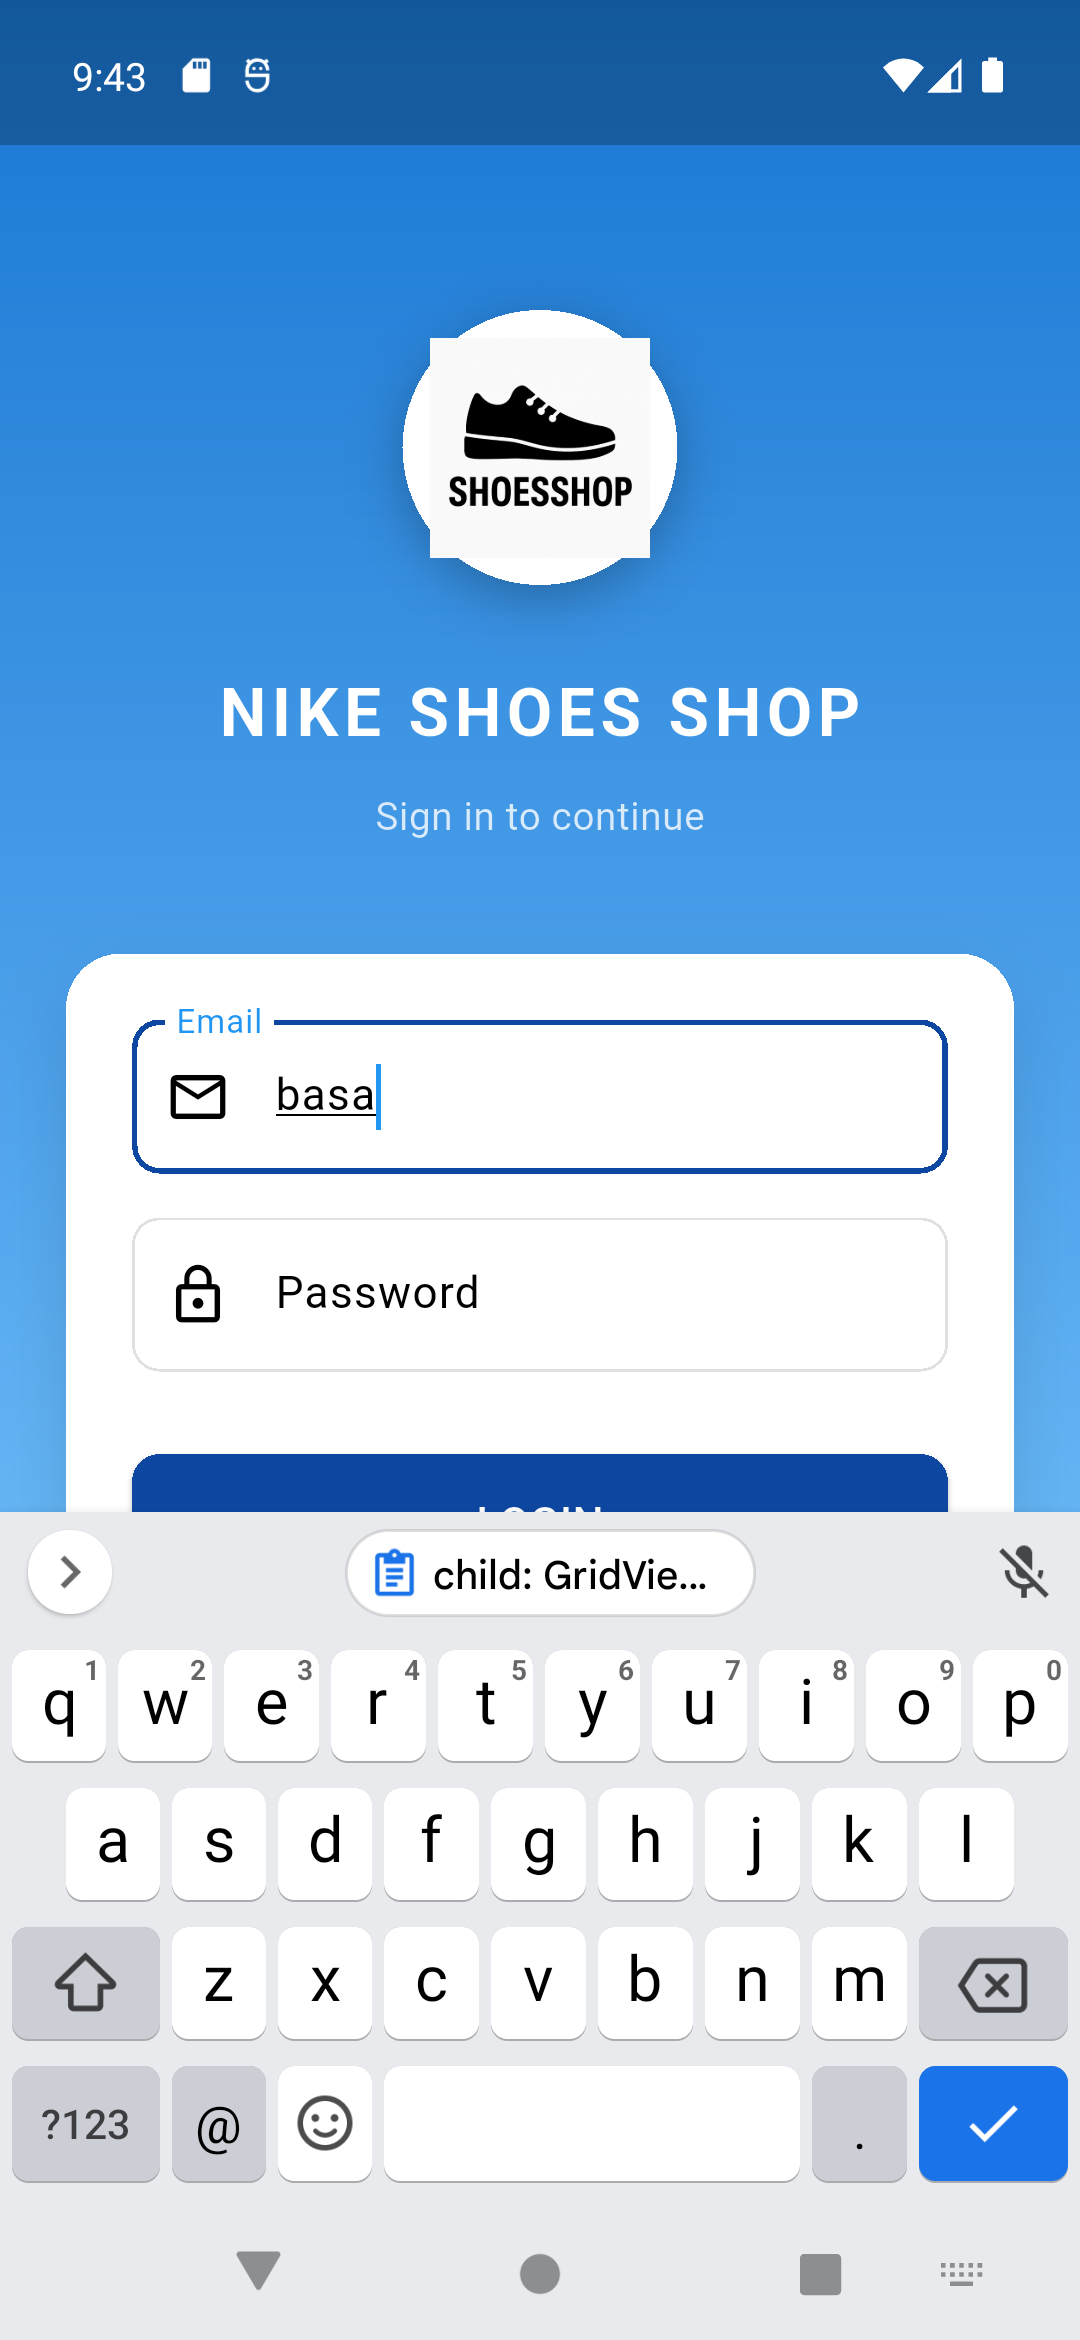 9:43
SHOESSHOP
NIKE SHOES SHOP
Sign in to continue
Email
basa
Password
LOGIN
child: GridVie...
q 1 w 2 e 3 r 4 t 5 y 6 u 7 i 8 o 9 p 0
a s d f g h j k l
z x c v b n m
?123 @ .